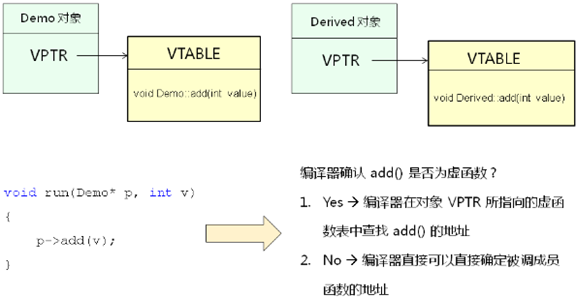 Demo 对象
VPTR
VTABLE
void Demo::add(int value)
Derived 对象
VPTR
VTABLE
void Derived::add(int value)
void run(Demo* p, int v)
{
p->add(v);
}
编译器确认 add() 是否为虚函数？
1. Yes → 编译器在对象 VPTR 所指向的虚函
数表中查找 add() 的地址
2. No → 编译器直接可以直接确定被调成员
函数的地址